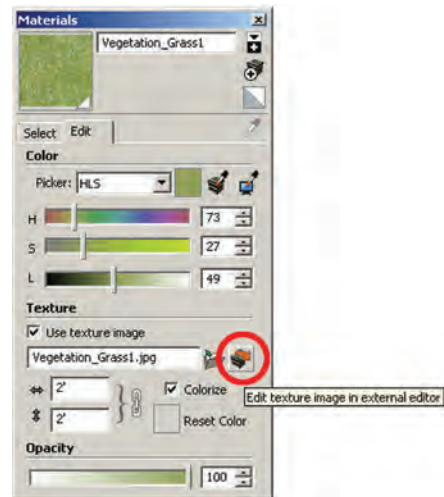 Materials
Vegetation_Grass1
Select Edit
Color
Picker: HLS
H 73
S 27
L 49
Texture
Use texture image
Vegetation_Grass1.jpg
2' Colorize
Edit texture image in external editor
2' Reset Color
Opacity
100